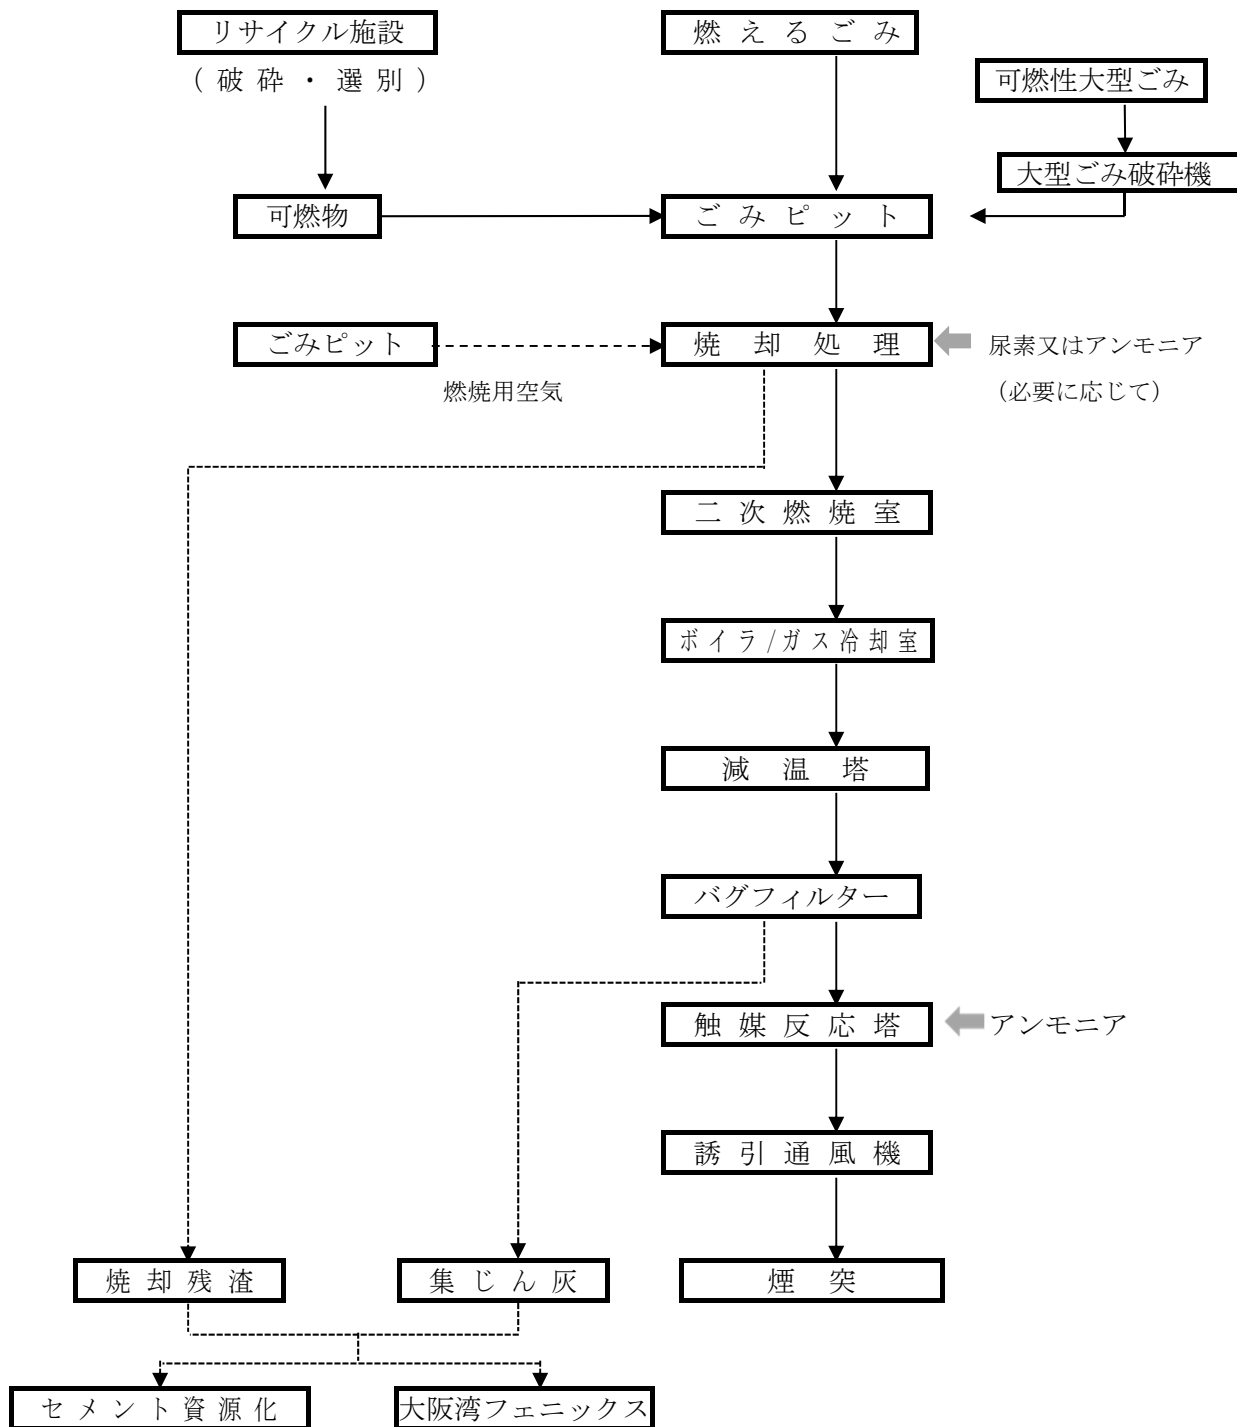 リサイクル施設
（破砕・選別）
燃えるごみ
可燃性大型ごみ
大型ごみ破砕機
可燃物
ごみピット
ごみピット
燃焼用空気
焼却処理
尿素又はアンモニア
（必要に応じて）
二次燃焼室
ボイラ/ガス冷却室
減温塔
バグフィルター
触媒反応塔
アンモニア
誘引通風機
焼却残渣
集じん灰
煙突
セメント資源化
大阪湾フェニックス